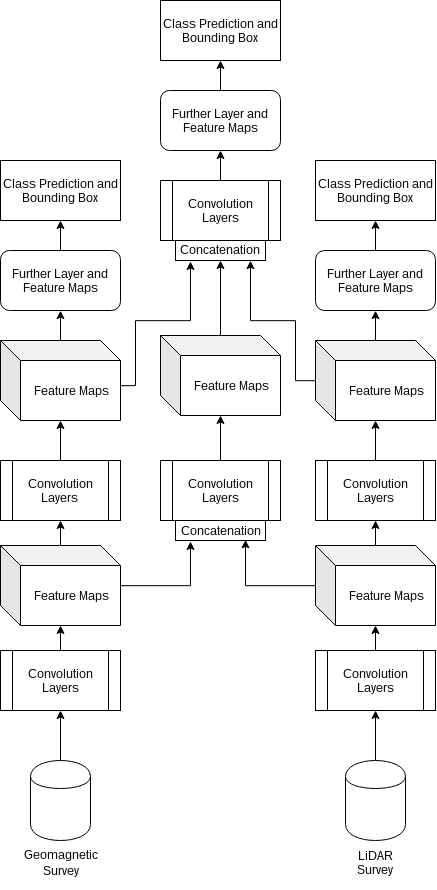 Class Prediction and
Bounding Box
Further Layer and
Feature Maps
Class Prediction and
Bounding Box
Convolution
Layers
Concatenation
Class Prediction and
Bounding Box
Further Layer and
Feature Maps
Further Layer and
Feature Maps
Feature Maps
Feature Maps
Feature Maps
Convolution
Layers
Convolution
Layers
Concatenation
Convolution
Layers
Feature Maps
Feature Maps
Convolution
Layers
Convolution
Layers
Geomagnetic
Survey
LiDAR
Survey